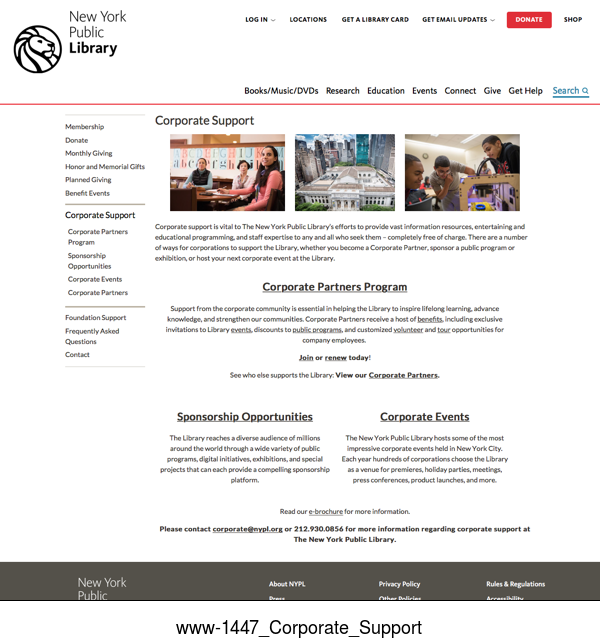 New York
Public
Library
LOG IN
LOCATIONS
GET A LIBRARY CARD
GET EMAIL UPDATES
DONATE
SHOP
Books/Music/DVDs
Research
Education
Events
Connect
Give
Get Help
Search
Membership
Donate
Monthly Giving
Honor and Memorial Gifts
Planned Giving
Benefit Events
Corporate Support
Corporate Partners
Program
Sponsorship
Opportunities
Corporate Events
Corporate Partners
Foundation Support
Frequently Asked
Questions
Contact
Corporate Support
Corporate support is vital to The New York Public Library's efforts to provide vast information resources, entertaining and
educational programming, and staff expertise to any and all who seek them – completely free of charge. There are a number
of ways for corporations to support the Library, whether you become a Corporate Partner, sponsor a public program or
exhibition, or host your next corporate event at the Library.
Corporate Partners Program
Support from the corporate community is essential in helping the Library to inspire lifelong learning, advance
knowledge, and strengthen our communities. Corporate Partners receive a host of benefits, including exclusive
invitations to Library events, discounts to public programs, and customized volunteer and tour opportunities for
company employees.
Join or renew today!
See who else supports the Library: View our Corporate Partners.
Sponsorship Opportunities
The Library reaches a diverse audience of millions
around the world through a wide variety of public
programs, digital initiatives, exhibitions, and special
projects that can each provide a compelling sponsorship
platform.
Corporate Events
The New York Public Library hosts some of the most
impressive corporate events held in New York City.
Each year hundreds of corporations choose the Library
as a venue for premieres, holiday parties, meetings,
press conferences, product launches, and more.
Read our e-brochure for more information.
Please contact corporate@nypl.org or 212.930.0856 for more information regarding corporate support at
The New York Public Library.
New York
Public
About NYPL
Press
Privacy Policy
Other Policies
Rules & Regulations
Accessibility
www-1447_Corporate_Support